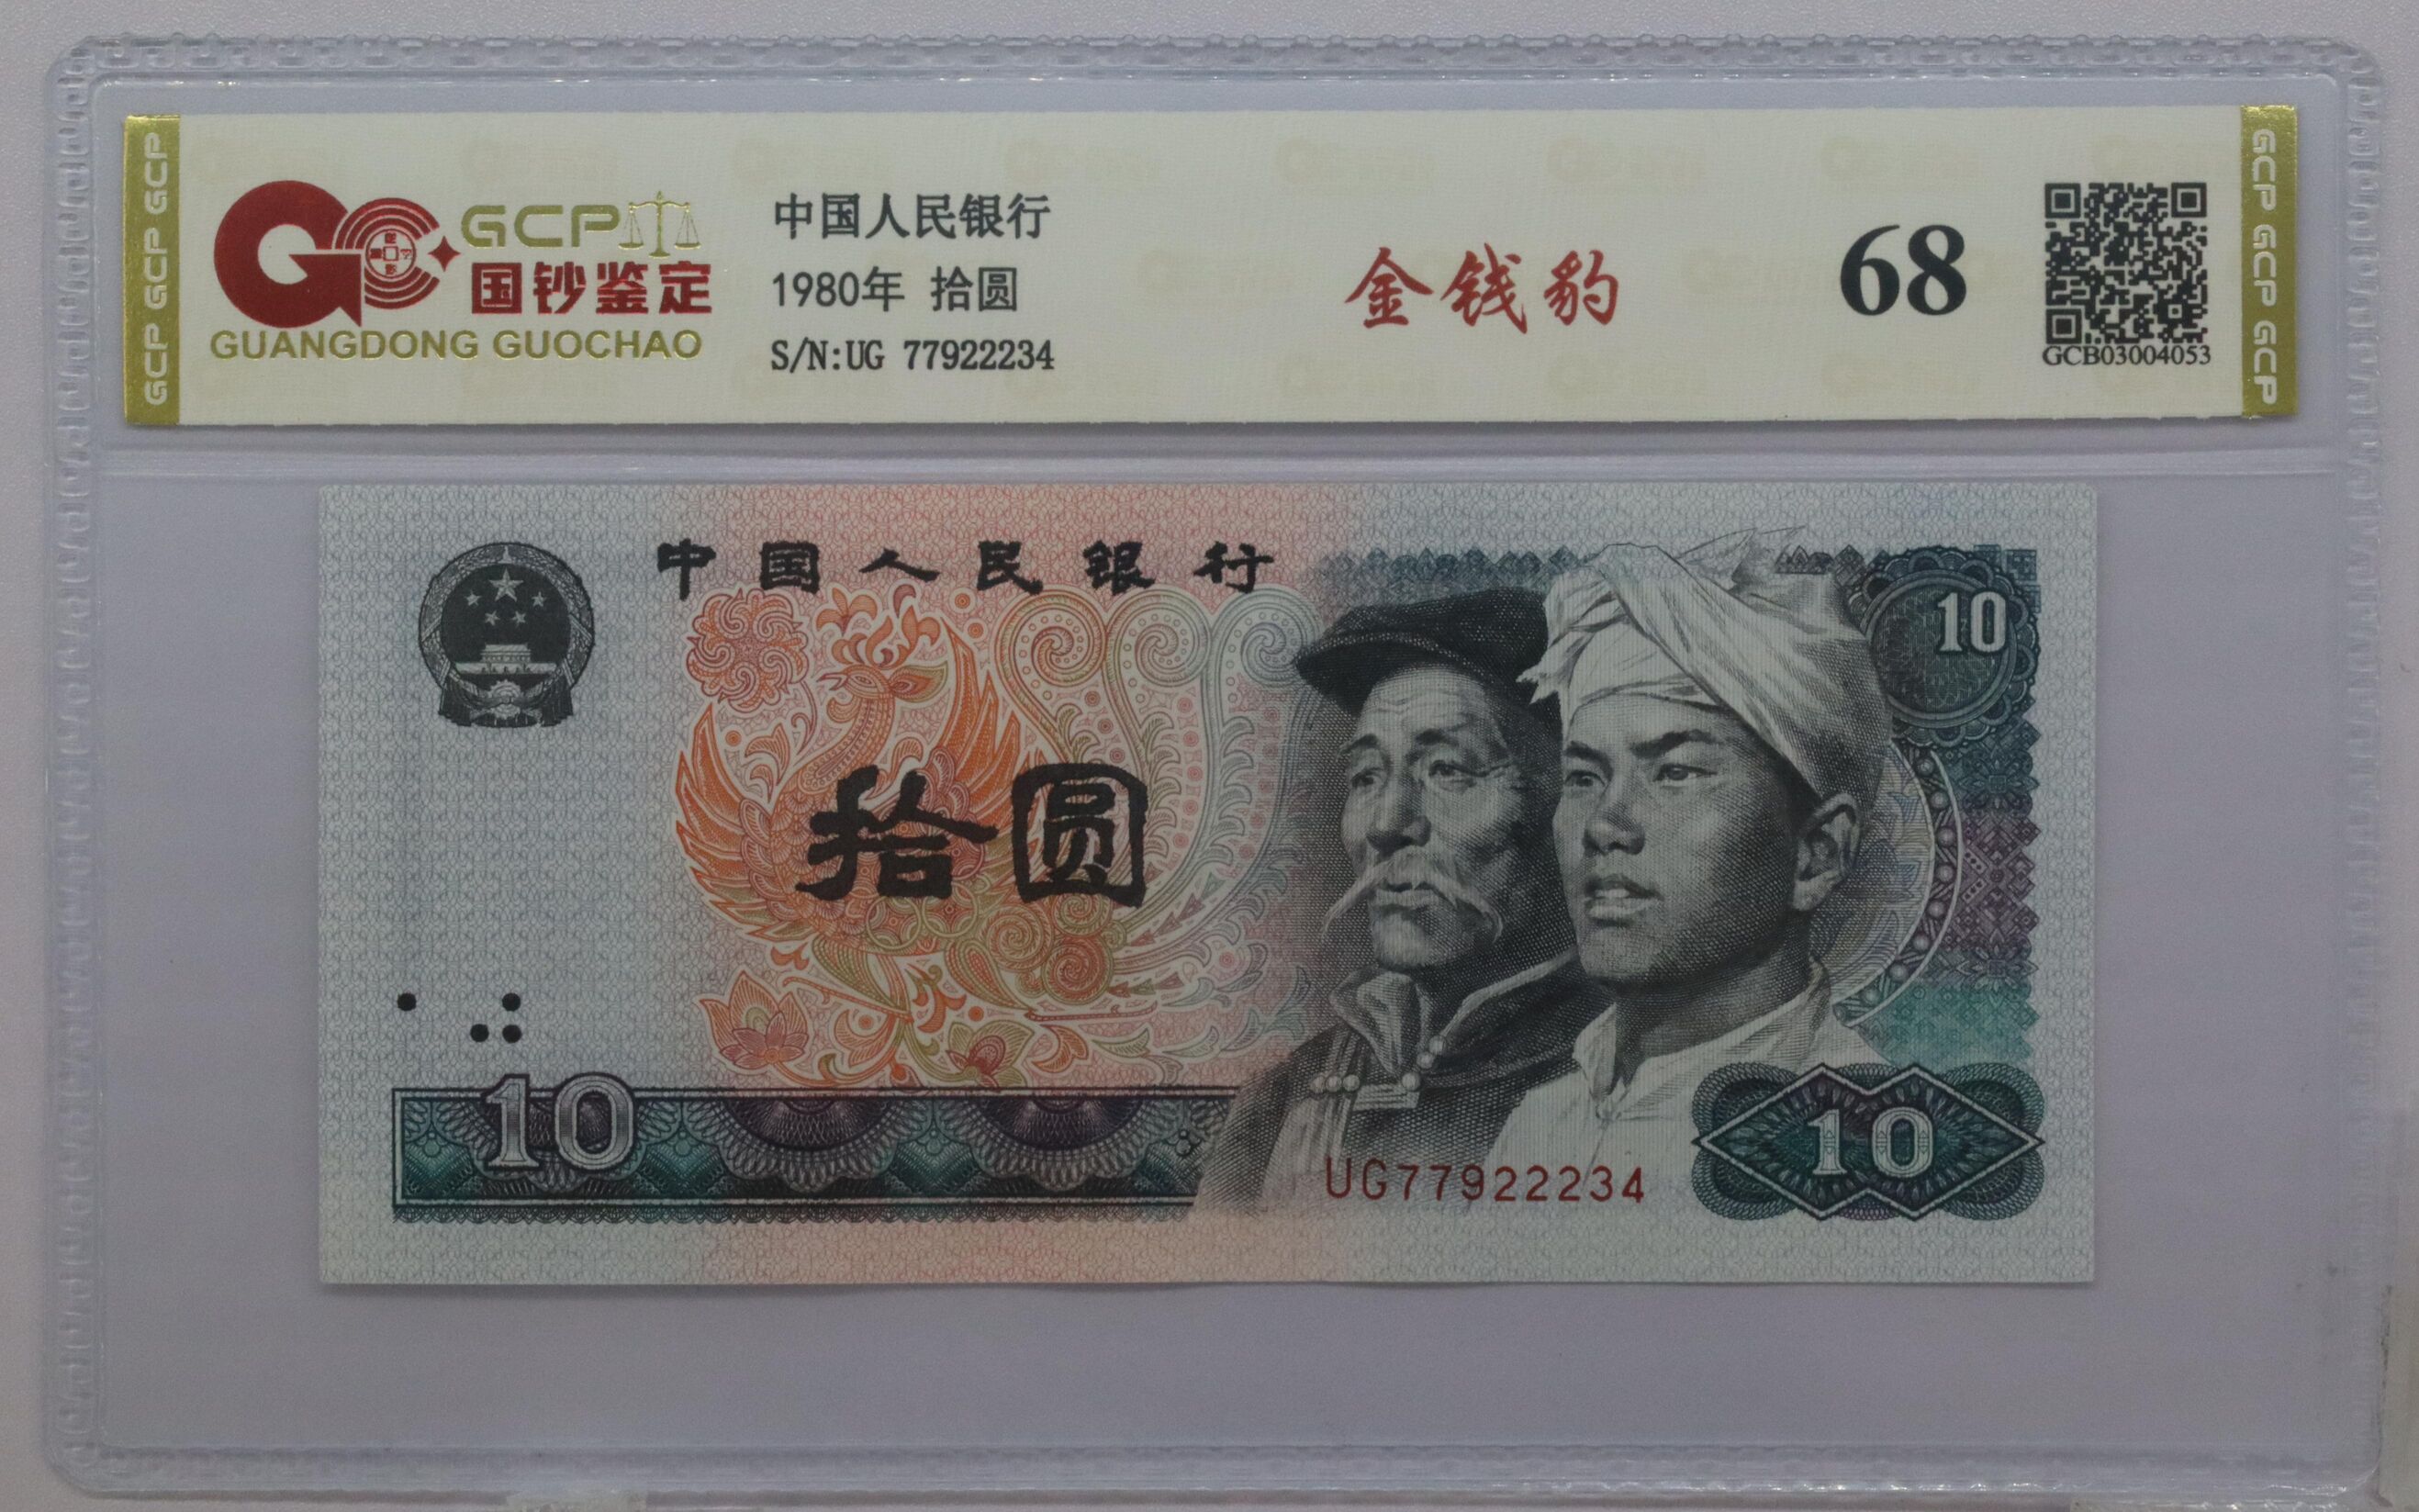 GCP GCP GCP
GCP
国钞鉴定
GUANGDONG GUOCHAO
中国人民银行
1980年 拾圆
S/N:UG 77922234
金钱豹
68
GCB03004053
GCP GCP GCP
中国人民银行
10
拾圆
10
UG77922234
10